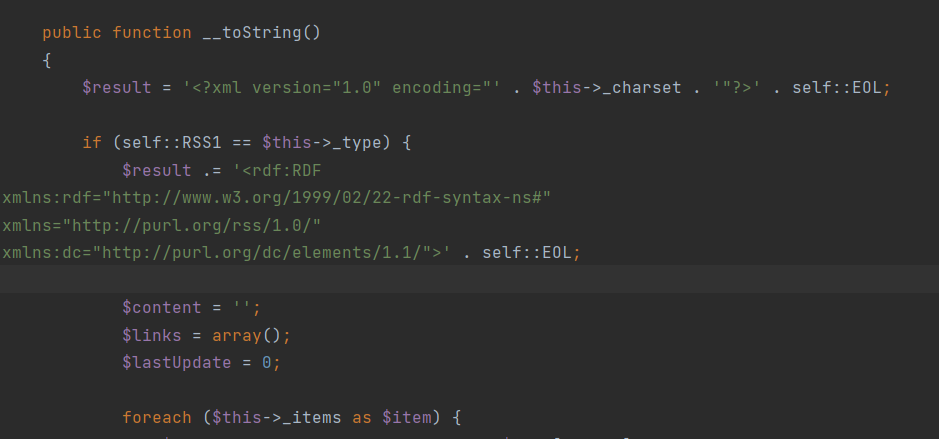 public function __toString()
{
$result = '<?xml version="1.0" encoding="' . $this->_charset . '"?>' . self::EOL;
if (self::RSS1 == $this->_type) {
$result .= '<rdf:RDF
xmlns:rdf="http://www.w3.org/1999/02/22-rdf-syntax-ns#"
xmlns="http://purl.org/rss/1.0/"
xmlns:dc="http://purl.org/dc/elements/1.1/">' . self::EOL;
$content = '';
$links = array();
$lastUpdate = 0;
foreach ($this->_items as $item) {